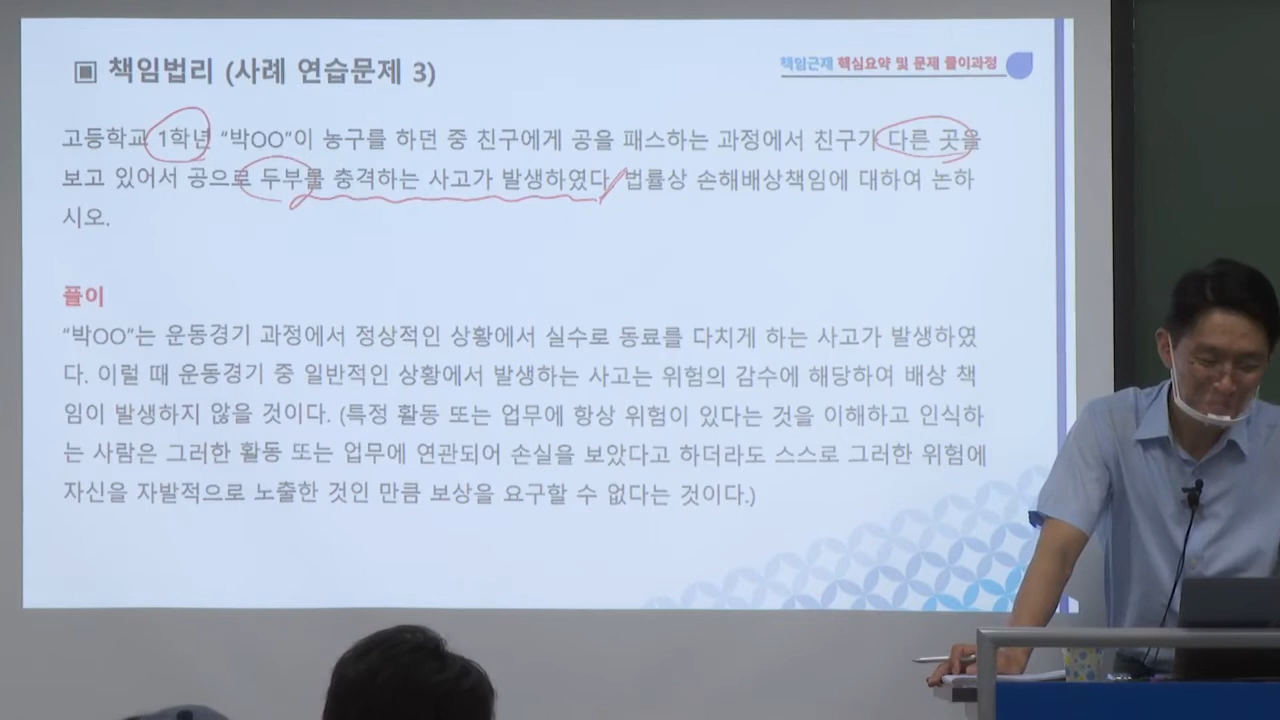 ▣ 책임법리 (사례 연습문제 3)
책임근재 핵심요약 및 문제 풀이과정
고등학교 1학년 “박OO”이 농구를 하던 중 친구에게 공을 패스하는 과정에서 친구가 다른 곳을
보고 있어서 공으로 두부를 충격하는 사고가 발생하였다. 법률상 손해배상책임에 대하여 논하
시오.
풀이
“박OO”는 운동경기 과정에서 정상적인 상황에서 실수로 동료를 다치게 하는 사고가 발생하였
다. 이럴 때 운동경기 중 일반적인 상황에서 발생하는 사고는 위험의 감수에 해당하여 배상 책
임이 발생하지 않을 것이다. (특정 활동 또는 업무에 항상 위험이 있다는 것을 이해하고 인식하
는 사람은 그러한 활동 또는 업무에 연관되어 손실을 보았다고 하더라도 스스로 그러한 위험에
자신을 자발적으로 노출한 것인 만큼 보상을 요구할 수 없다는 것이다.)